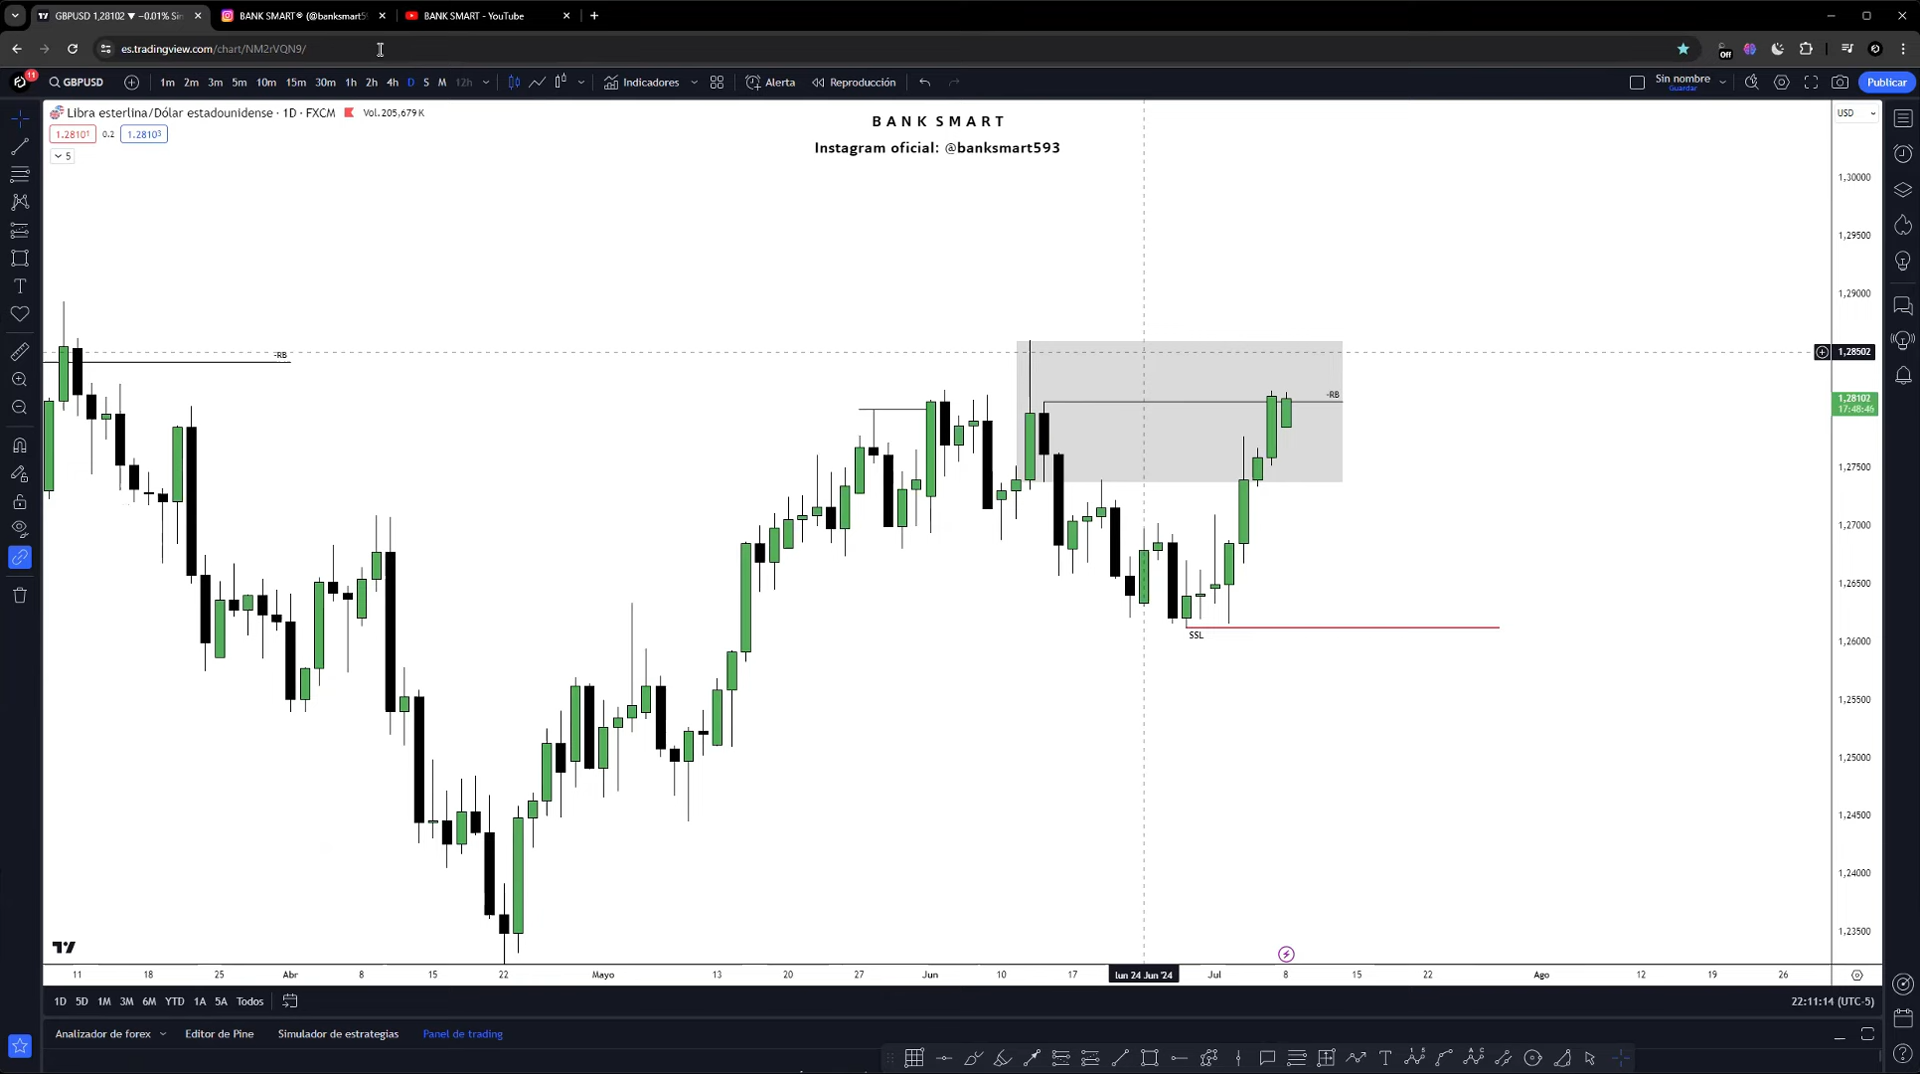 GBPUSD 1,28102 ▼ −0.01% Sin
BANK SMART® (@banksmart5
BANK SMART - YouTube
es.tradingview.com/chart/NM2rVQN9/
Off
11
GBPUSD
1m 2m 3m 5m 10m 15m 30m 1h 2h 4h D S M 12h
Indicadores
Alerta
Reproducción
Sin nombre
Guardar
Publicar
Libra esterlina/Dólar estadounidense · 1D · FXCM
Vol.205,679 K
1.28101 0.2 1.28103
5
BANK SMART
Instagram oficial: @banksmart593
USD
1,30000
1,29500
1,29000
1,28502
1,28102
17:48:46
1,27500
1,27000
1,26500
1,26000
1,25500
1,25000
1,24500
1,24000
1,23500
-RB
-RB
SSL
11 18 25 Abr 8 15 22 Mayo 13 20 27 Jun 10 17 lun 24 Jun '24 Jul 8 15 22 Ago 12 19 26
1D 5D 1M 3M 6M YTD 1A 5A Todos
22:11:14 (UTC-5)
Analizador de forex
Editor de Pine
Simulador de estrategias
Panel de trading